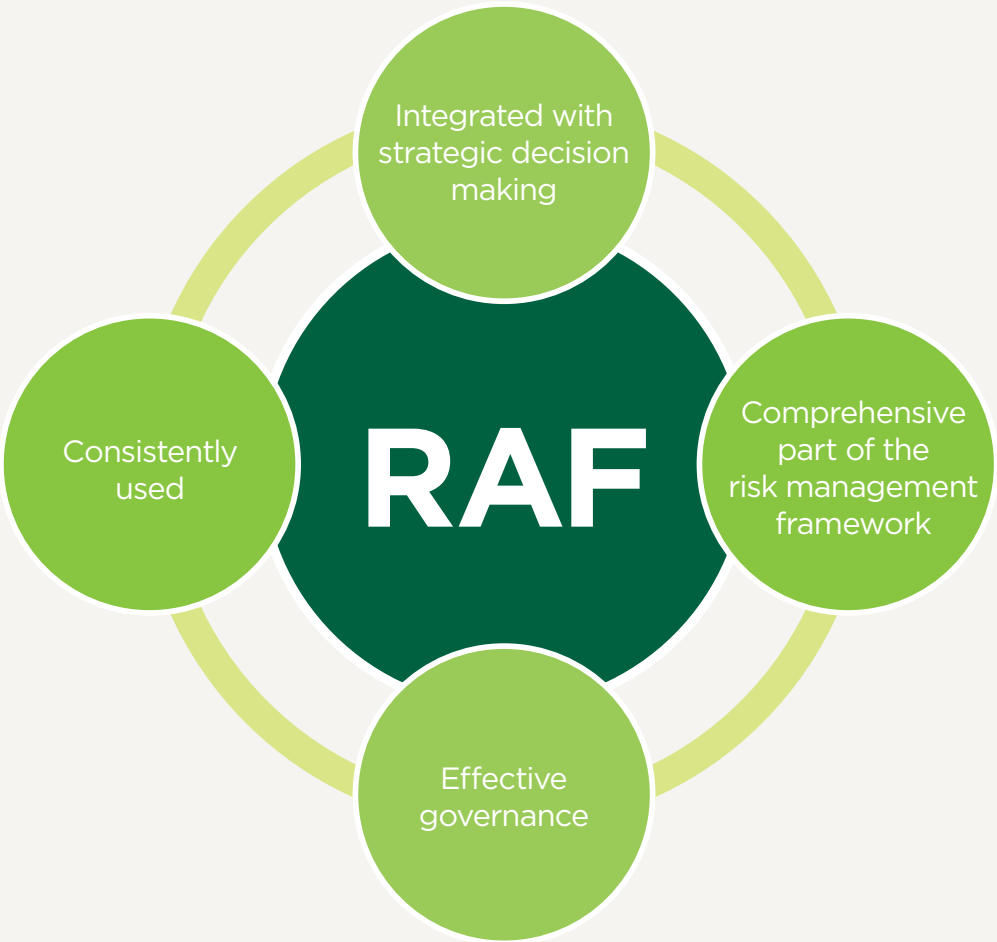 Integrated with
strategic decision
making
Consistently
used
RAF
Comprehensive
part of the
risk management
framework
Effective
governance